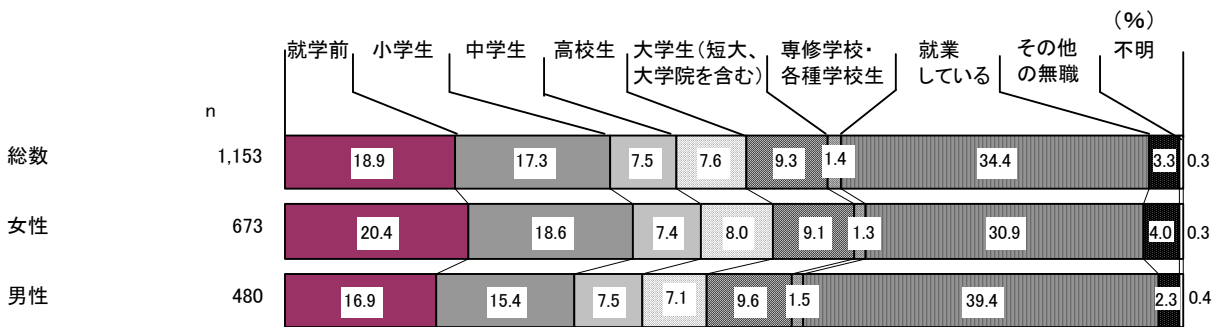 (%)
就学前 小学生 中学生 高校生 大学生(短大、 専修学校・ 就業 その他 不明
大学院を含む) 各種学校生 している の無職
n
総数 1,153 18.9 17.3 7.5 7.6 9.3 1.4 34.4 3.3 0.3
女性 673 20.4 18.6 7.4 8.0 9.1 1.3 30.9 4.0 0.3
男性 480 16.9 15.4 7.5 7.1 9.6 1.5 39.4 2.3 0.4